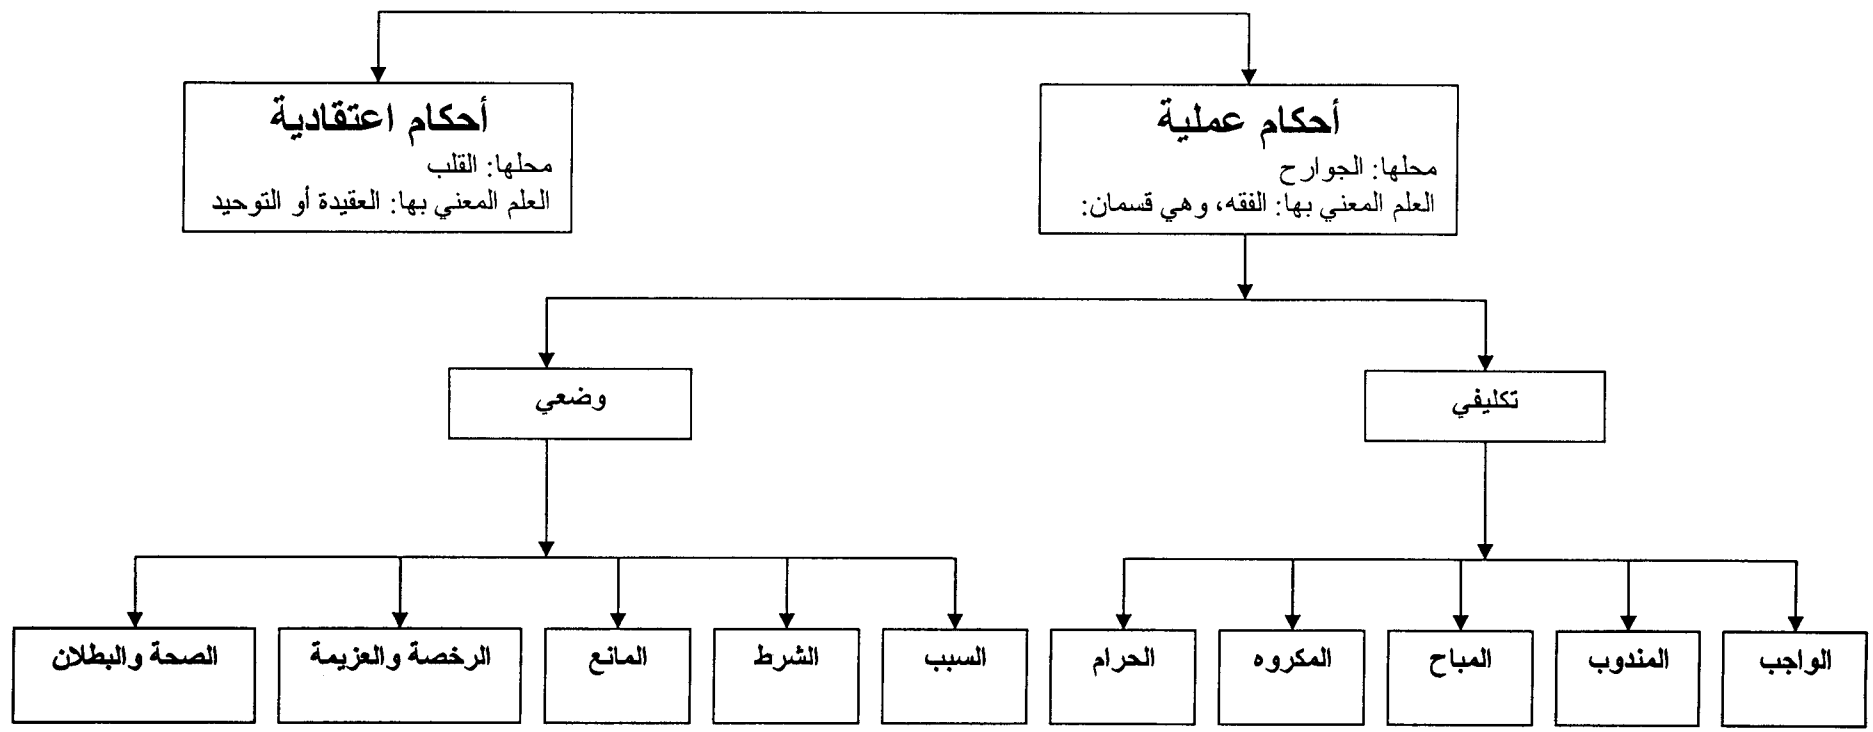 أحكام عملية
محلها: الجوارح
العلم المعني بها: الفقه، وهي قسمان:
أحكام اعتقادية
محلها: القلب
العلم المعني بها: العقيدة أو التوحيد
تكليفي
وضعي
الواجب
المندوب
المباح
المكروه
الحرام
السبب
الشرط
المانع
الرخصة والعزيمة
الصحة والبطلان